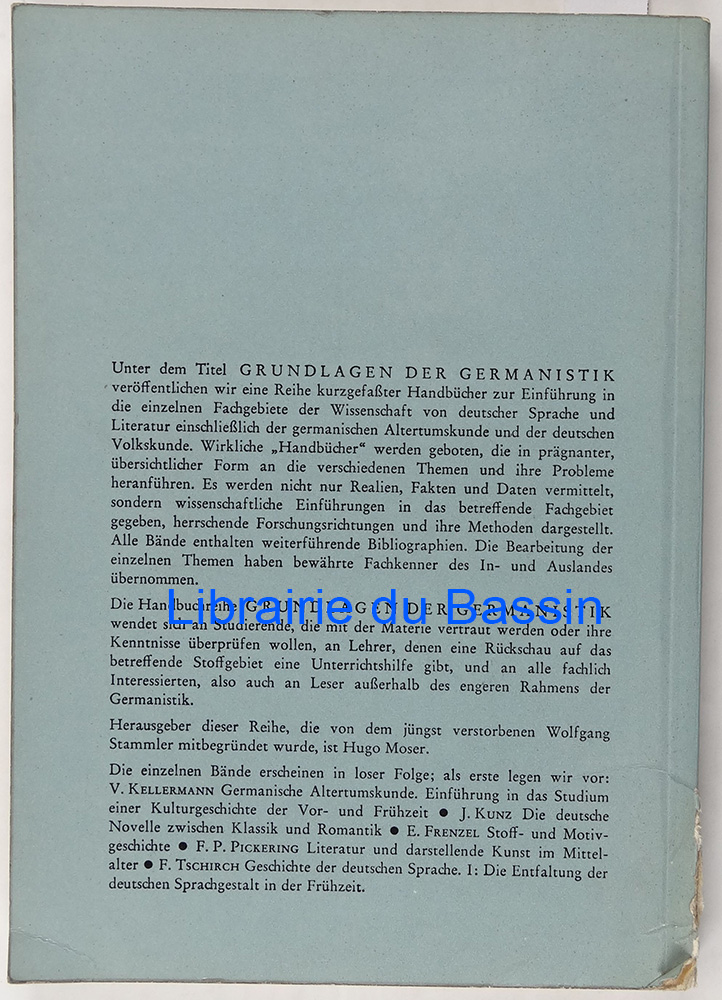 Unter dem Titel GRUNDLAGEN DER GERMANISTIK
veröffentlichen wir eine Reihe kurzgefaßter Handbücher zur Einführung in
die einzelnen Fachgebiete der Wissenschaft von deutscher Sprache und
Literatur einschließlich der germanischen Altertumskunde und der deutschen
Volkskunde. Wirkliche „Handbücher“ werden geboten, die in prägnanter,
übersichtlicher Form an die verschiedenen Themen und ihre Probleme
heranführen. Es werden nicht nur Realien, Fakten und Daten vermittelt,
sondern wissenschaftliche Einführungen in das betreffende Fachgebiet
gegeben, herrschende Forschungsrichtungen und ihre Methoden dargestellt.
Alle Bände enthalten weiterführende Bibliographien. Die Bearbeitung der
einzelnen Themen haben bewährte Fachkenner des In- und Auslandes
übernommen.
Die Handbuchreihe GRUNDLAGEN DER GERMANISTIK
Librairie du Bassin
wendet sich an Studierende, die mit der Materie vertraut werden oder ihre
Kenntnisse überprüfen wollen, an Lehrer, denen eine Rückschau auf das
betreffende Stoffgebiet eine Unterrichtshilfe gibt, und an alle fachlich
Interessierten, also auch an Leser außerhalb des engeren Rahmens der
Germanistik.
Herausgeber dieser Reihe, die von dem jüngst verstorbenen Wolfgang
Stammler mitbegründet wurde, ist Hugo Moser.
Die einzelnen Bände erscheinen in loser Folge; als erste legen wir vor:
V. KELLERMANN Germanische Altertumskunde. Einführung in das Studium
einer Kulturgeschichte der Vor- und Frühzeit ● J. KUNZ Die deutsche
Novelle zwischen Klassik und Romantik ● E. FRENZEL Stoff- und Motiv-
geschichte ● F. P. PICKERING Literatur und darstellende Kunst im Mittel-
alter ● F. TSCHIRCH Geschichte der deutschen Sprache. I: Die Entfaltung der
deutschen Sprachgestalt in der Frühzeit.